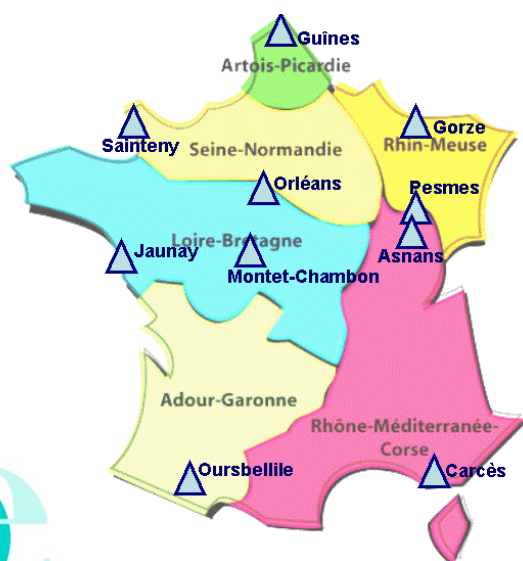 Guînes
Artois-Picardie
Sainteny
Gorze
Seine-Normandie
Rhin-Meuse
Orléans
Pesmes
Loire-Bretagne
Jaunay
Asnans
Montet-Chambon
Adour-Garonne
Rhône-Méditerranée-
Corse
Oursbellile
Carcès